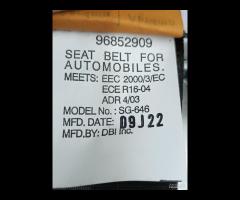 96852909
SEAT BELT FOR
AUTOMOBILES.
MEETS: EEC 2000/3/EC
ECE R16-04
ADR 4/03
MODEL No.: SG-646
MFD. DATE: 09J22
MFD.BY: DBI Inc.